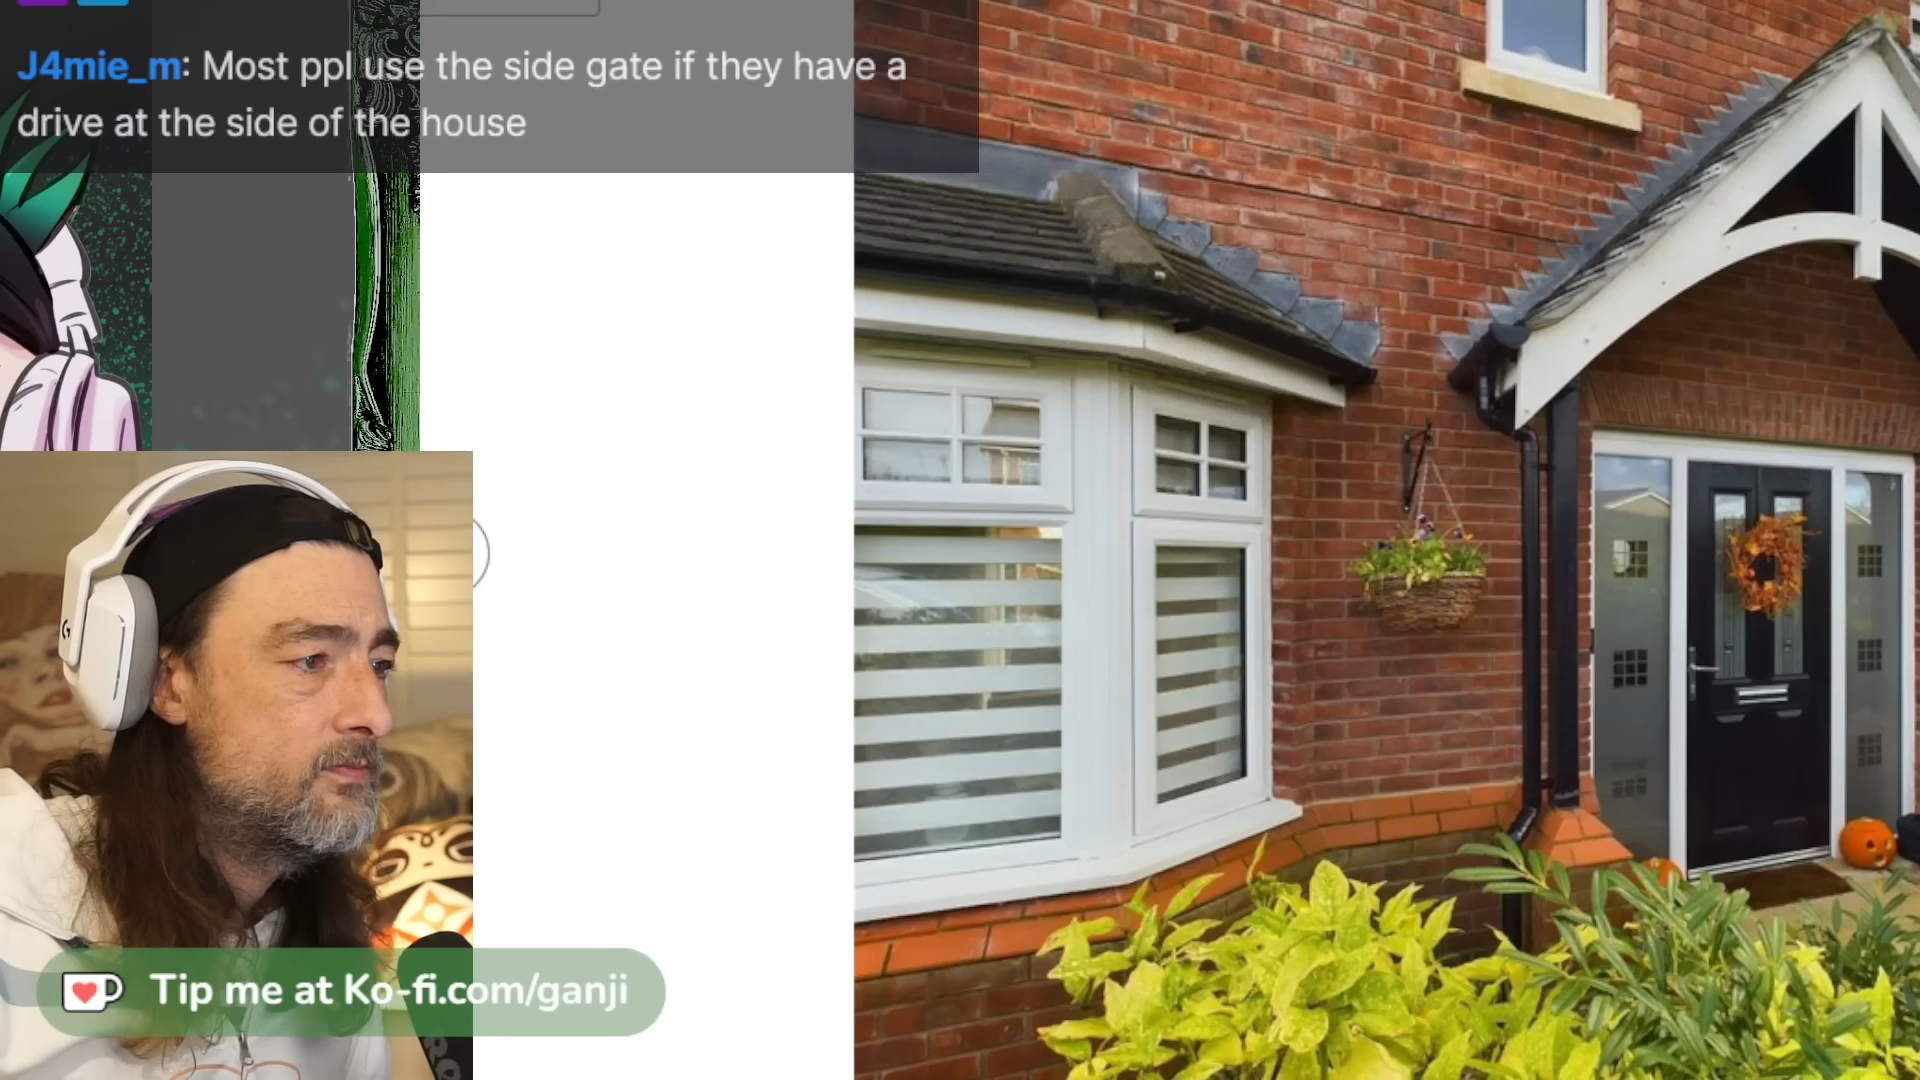 J4mie_m: Most ppl use the side gate if they have a
drive at the side of the house
Tip me at Ko-fi.com/ganji